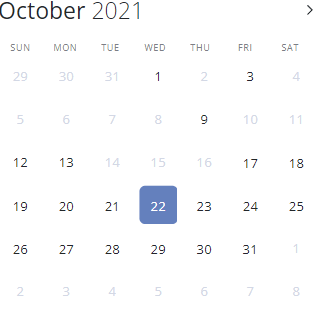 October 2021
SUN MON TUE WED THU FRI SAT
29 30 31 1 2 3 4
5 6 7 8 9 10 11
12 13 14 15 16 17 18
19 20 21 22 23 24 25
26 27 28 29 30 31 1
2 3 4 5 6 7 8